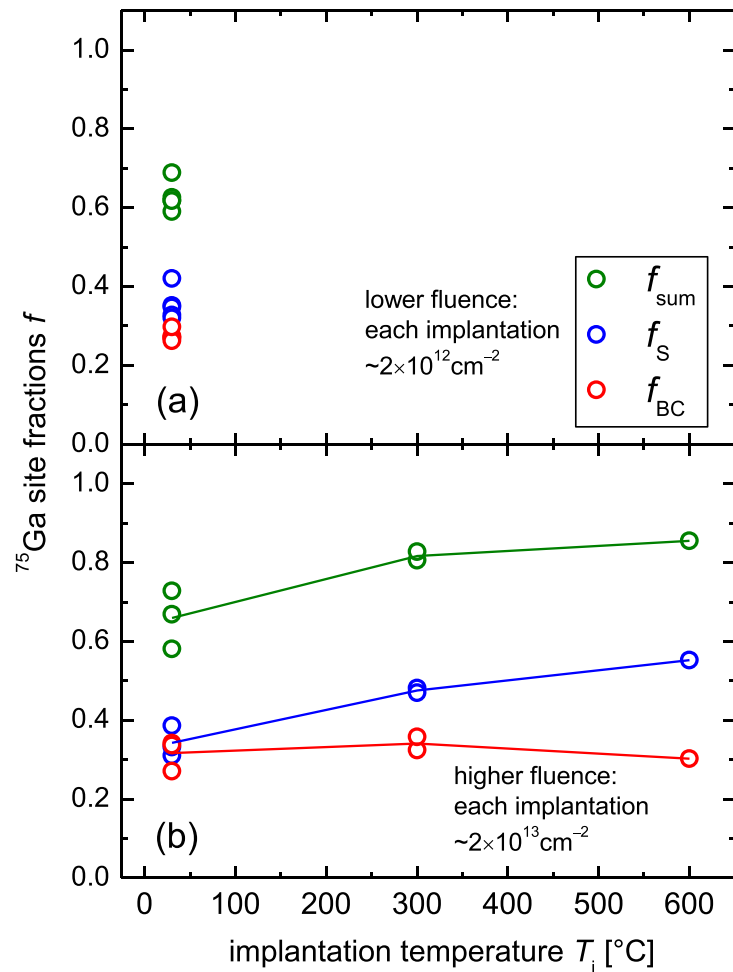 1.0
0.8
0.6
0.4
0.2
0.0
lower fluence:
each implantation
~2×10¹²cm⁻²
f_sum
f_S
f_BC
(a)
⁷⁵Ga site fractions f
1.0
0.8
0.6
0.4
0.2
0.0
higher fluence:
each implantation
~2×10¹³cm⁻²
(b)
0 100 200 300 400 500 600
implantation temperature T_i [°C]